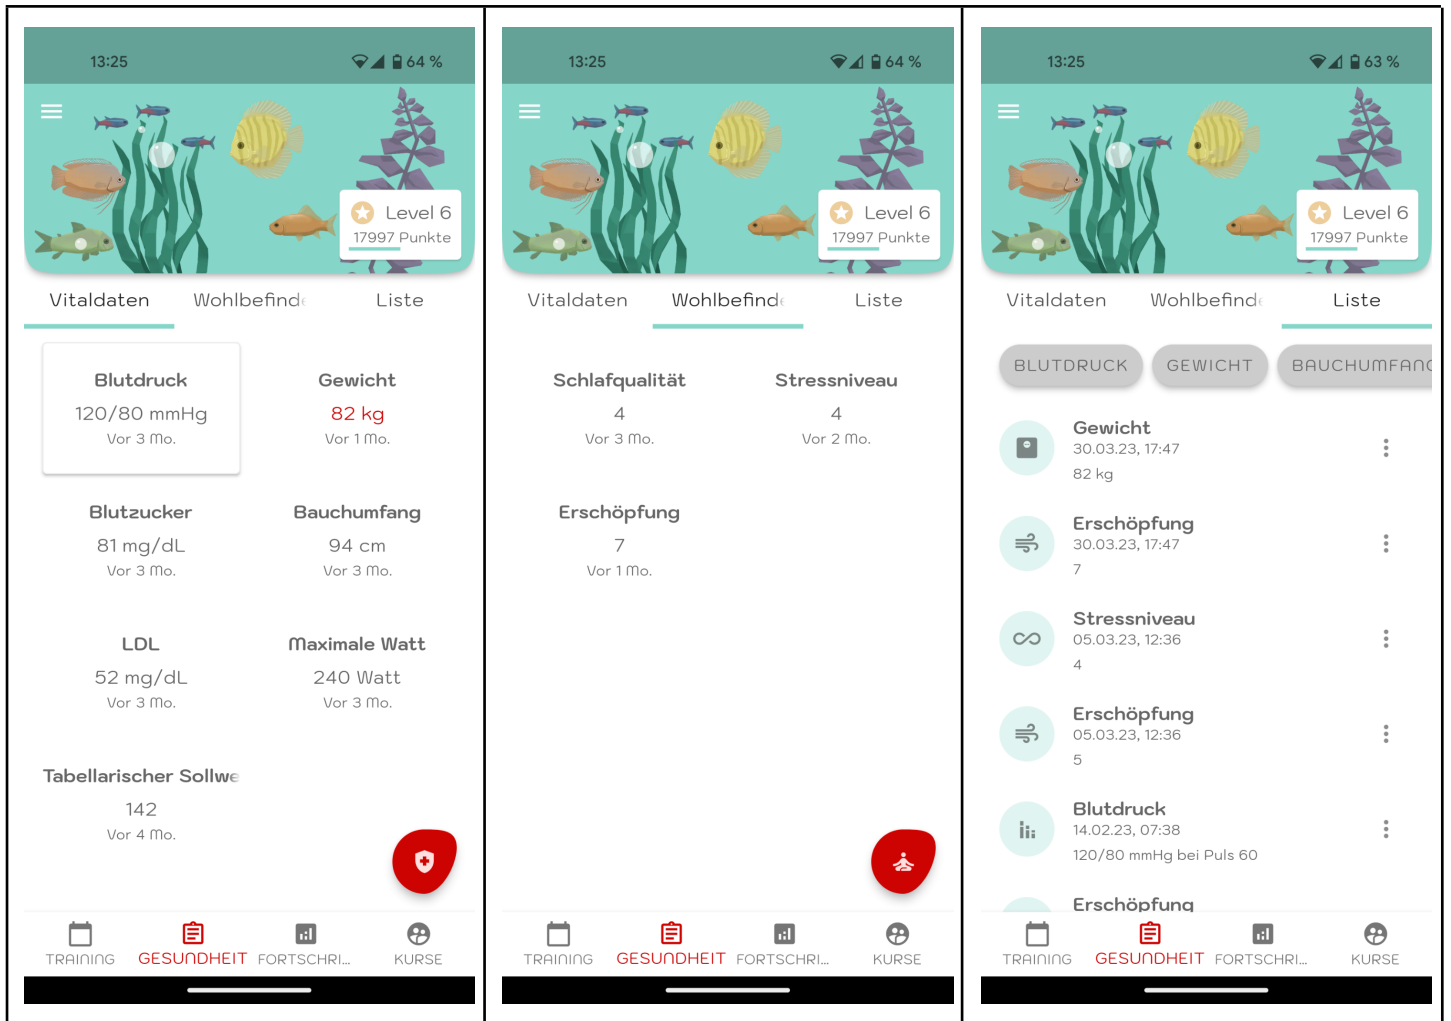 13:25
64 %
Level 6
17997 Punkte
Vitaldaten Wohlbefinde Liste
Blutdruck Gewicht
120/80 mmHg 82 kg
Vor 3 Mo. Vor 1 Mo.
Blutzucker Bauchumfang
81 mg/dL 94 cm
Vor 3 Mo. Vor 3 Mo.
LDL Maximale Watt
52 mg/dL 240 Watt
Vor 3 Mo. Vor 3 Mo.
Tabellarischer Sollwe
142
Vor 4 Mo.
TRAINING GESUNDHEIT FORTSCHRI... KURSE
13:25
64 %
Level 6
17997 Punkte
Vitaldaten Wohlbefinde Liste
Schlafqualität Stressniveau
4 4
Vor 3 Mo. Vor 2 Mo.
Erschöpfung
7
Vor 1 Mo.
TRAINING GESUNDHEIT FORTSCHRI... KURSE
13:25
63 %
Level 6
17997 Punkte
Vitaldaten Wohlbefinde Liste
BLUTDRUCK GEWICHT BAUCHUMFANG
Gewicht
30.03.23, 17:47
82 kg
Erschöpfung
30.03.23, 17:47
7
Stressniveau
05.03.23, 12:36
4
Erschöpfung
05.03.23, 12:36
5
Blutdruck
14.02.23, 07:38
120/80 mmHg bei Puls 60
Erschöpfung
TRAINING GESUNDHEIT FORTSCHRI... KURSE